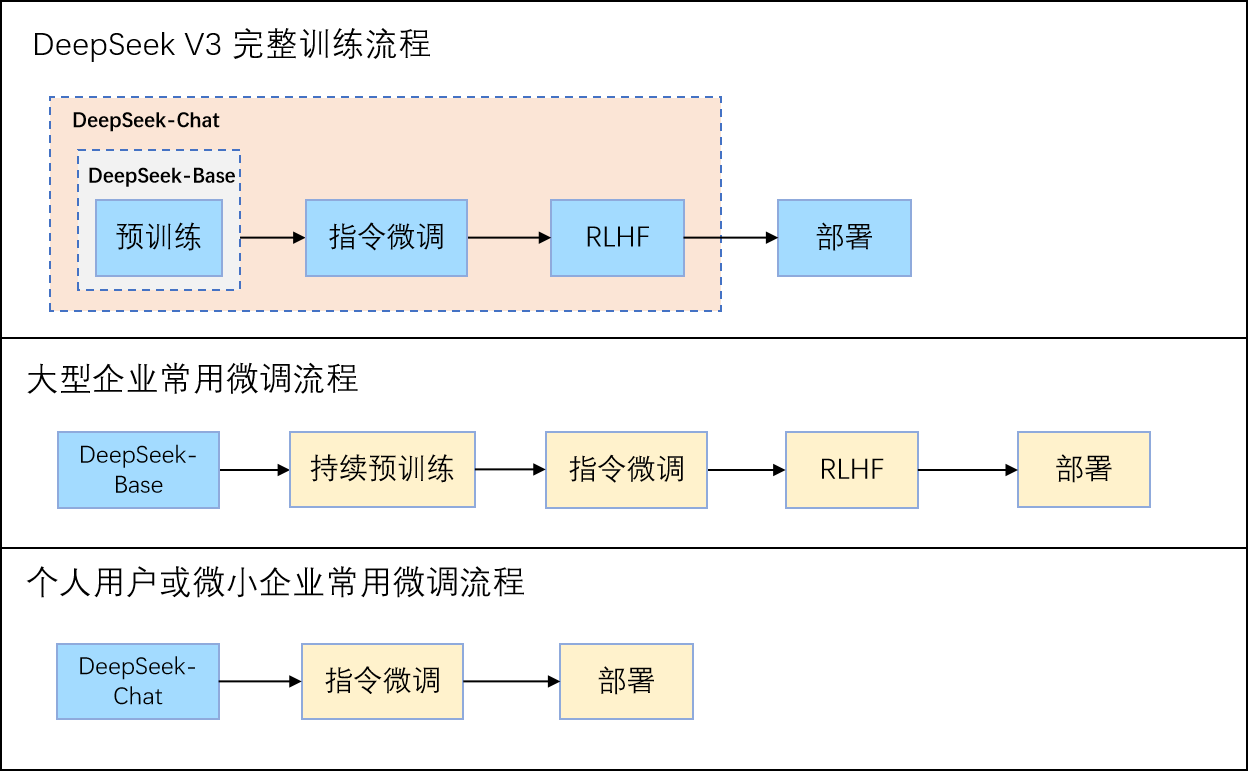 DeepSeek V3 完整训练流程
DeepSeek-Chat
DeepSeek-Base
预训练
指令微调
RLHF
部署
大型企业常用微调流程
DeepSeek-
Base
持续预训练
指令微调
RLHF
部署
个人用户或微小企业常用微调流程
DeepSeek-
Chat
指令微调
部署